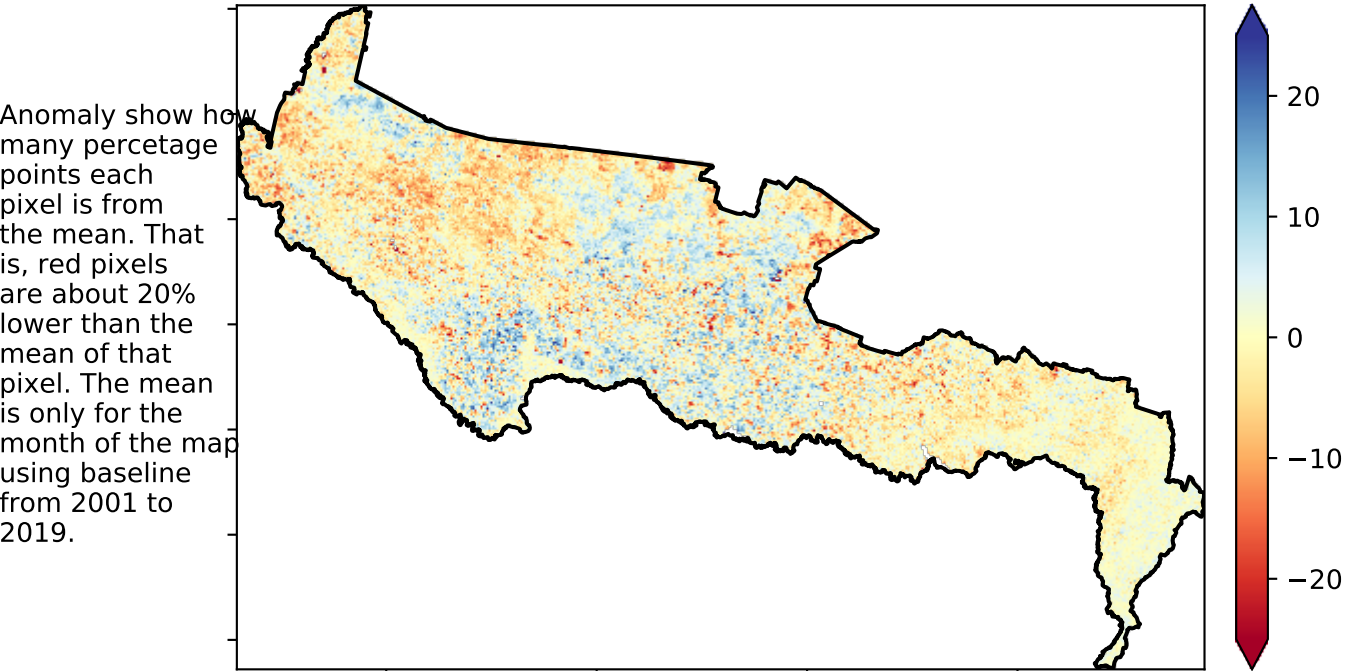 Anomaly show how
many percetage
points each
pixel is from
the mean. That
is, red pixels
are about 20%
lower than the
mean of that
pixel. The mean
is only for the
month of the map
using baseline
from 2001 to
2019.
20
10
0
−10
−20